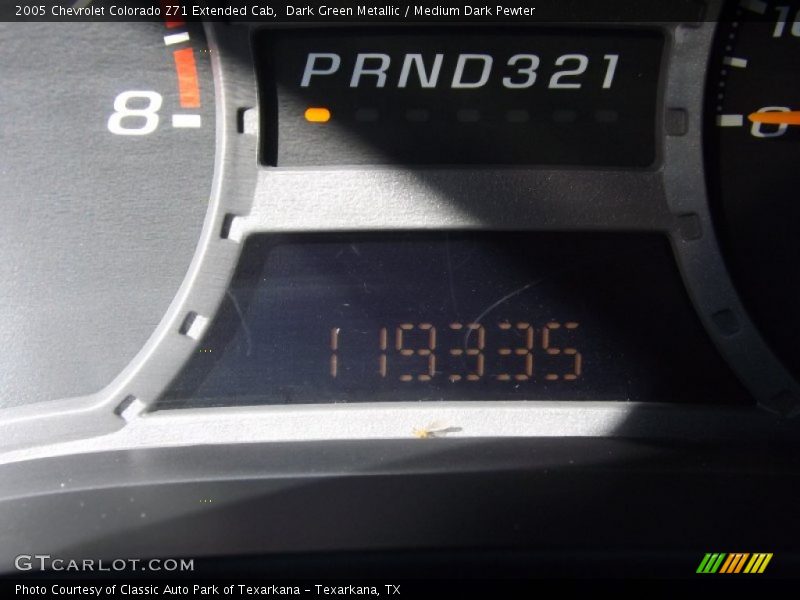 2005 Chevrolet Colorado Z71 Extended Cab, Dark Green Metallic / Medium Dark Pewter
PRND321
8
0
119335
GTCARLOT.COM
Photo Courtesy of Classic Auto Park of Texarkana - Texarkana, TX